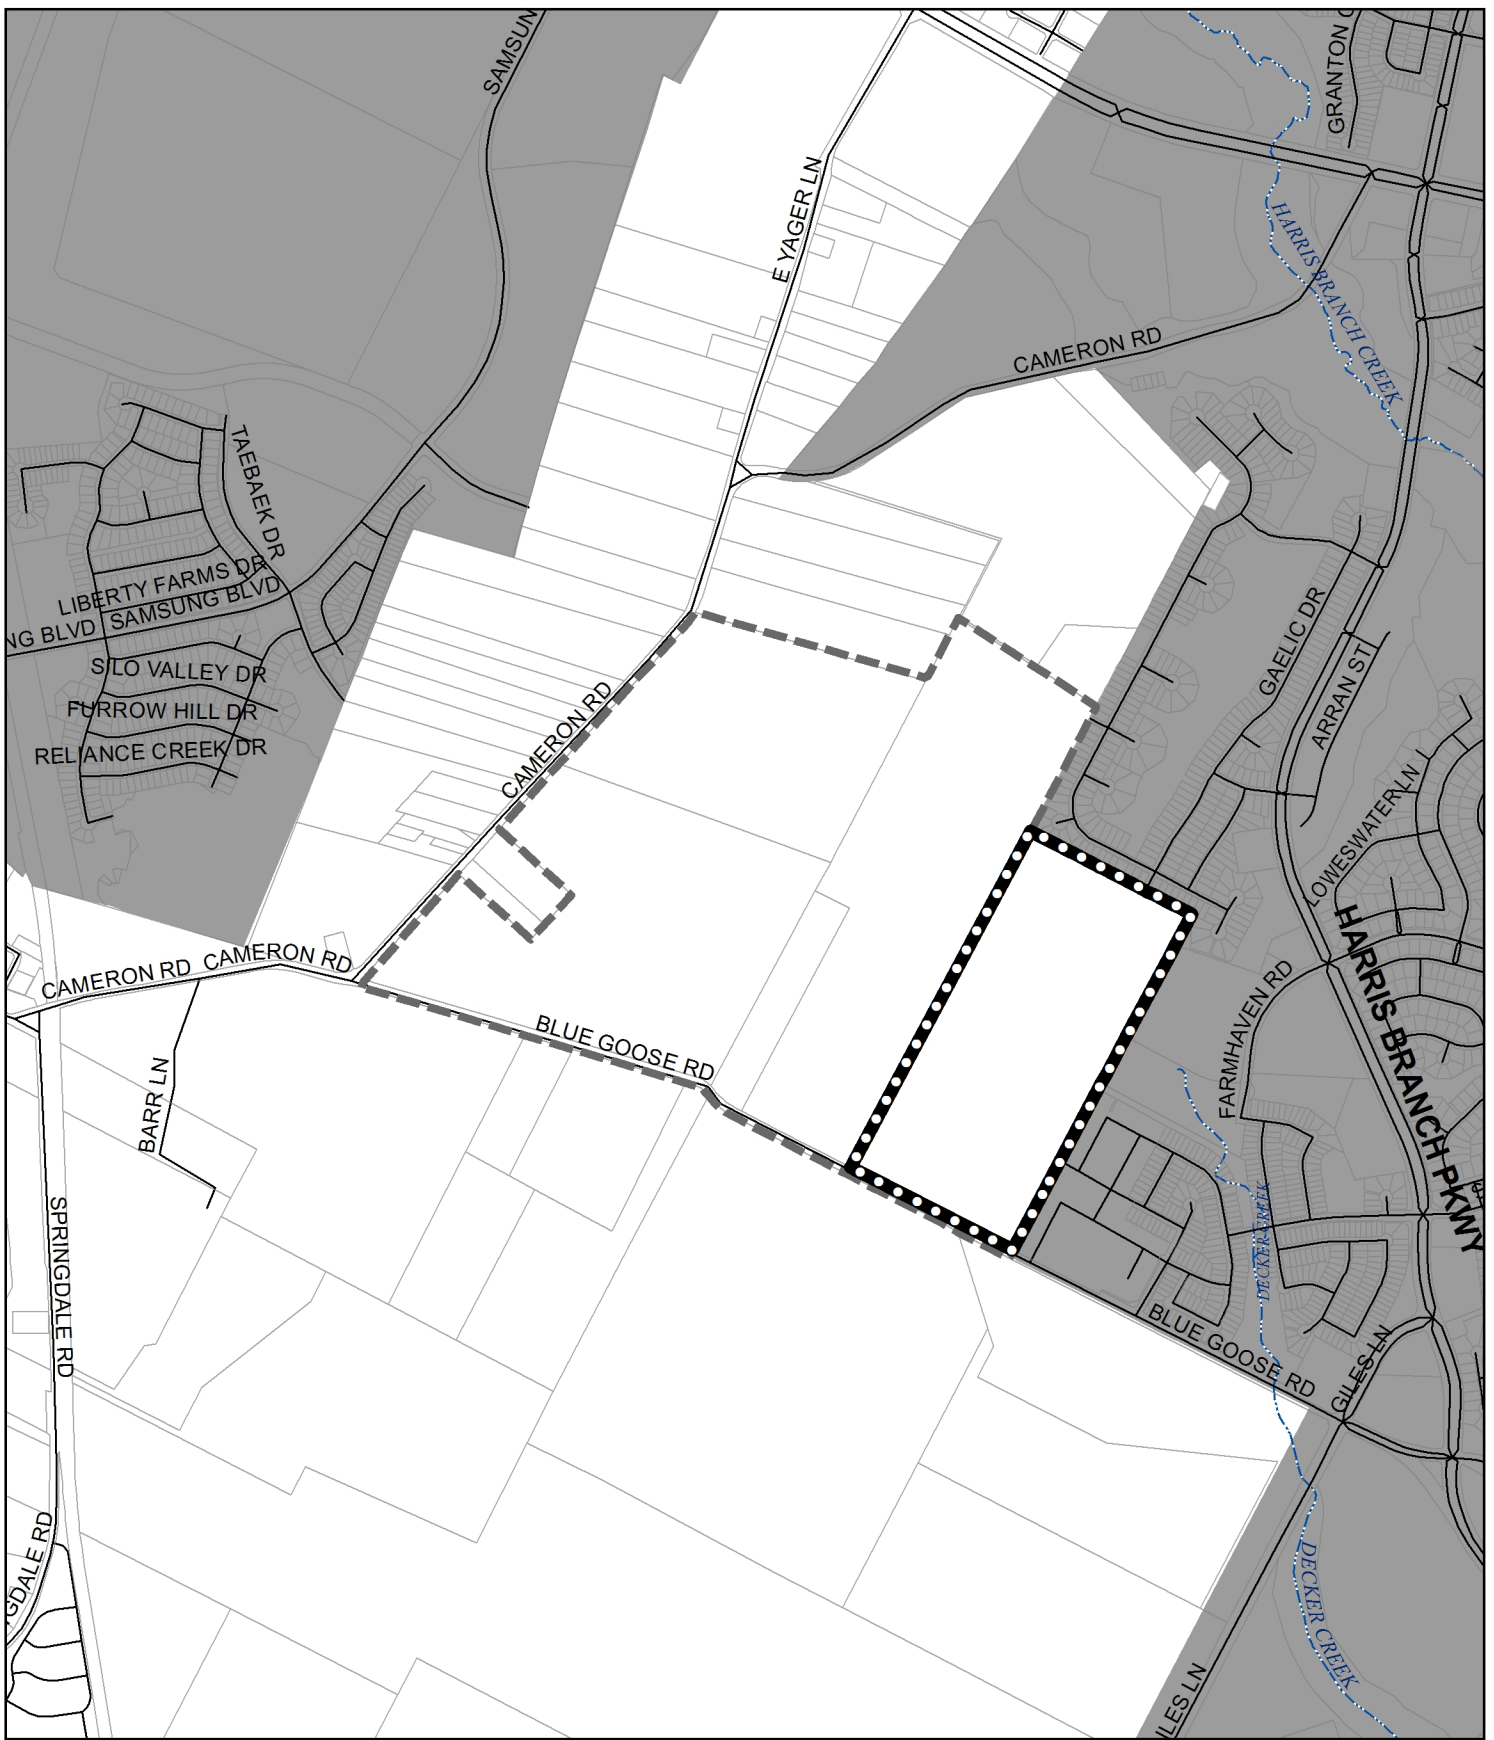 SAMSUN
GRANTON C
E YAGER LN
HARRIS BRANCH CREEK
CAMERON RD
TAEBAEK DR
LIBERTY FARMS DR
NG BLVD
SAMSUNG BLVD
SILO VALLEY DR
FURROW HILL DR
RELIANCE CREEK DR
GAELIC DR
ARRAN ST
CAMERON RD
LOWESWATER LN
HARRIS BRANCH PKWY
CAMERON RD
CAMERON RD
FARMHAVEN RD
BLUE GOOSE RD
BARR LN
DECKER CREEK
SPRINGDALE RD
BLUE GOOSE RD
GILES LN
GDALE RD
DECKER CREEK
ILES LN